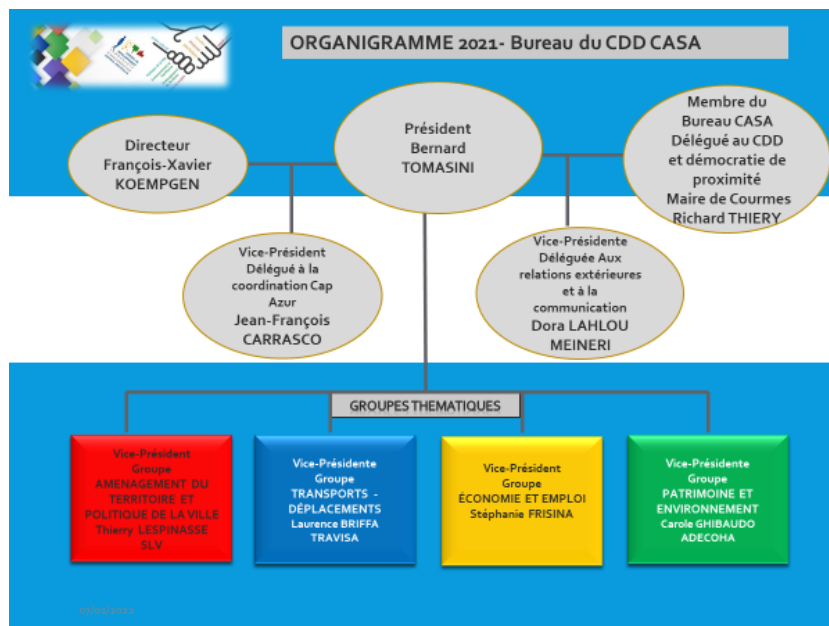 ORGANIGRAMME 2021- Bureau du CDD CASA
Directeur
François-Xavier
KOEMPGEN
Président
Bernard
TOMASINI
Membre du
Bureau CASA
Délégué au CDD
et démocratie de
proximité
Maire de Courmes
Richard THIERY
Vice-Président
Délégué à la
coordination Cap
Azur
Jean-François
CARRASCO
Vice-Présidente
Déléguée Aux
relations extérieures
et à la
communication
Dora LAHLOU
MEINERI
GROUPES THEMATIQUES
Vice-Président
Groupe
AMENAGEMENT DU
TERRITOIRE ET
POLITIQUE DE LA VILLE
Thierry LESPINASSE
SLV
Vice-Présidente
Groupe
TRANSPORTS -
DÉPLACEMENTS
Laurence BRIFFA
TRAVISA
Vice-Président
Groupe
ÉCONOMIE ET EMPLOI
Stéphanie FRISINA
Vice-Présidente
Groupe
PATRIMOINE ET
ENVIRONNEMENT
Carole GHIBAUDO
ADECOHA